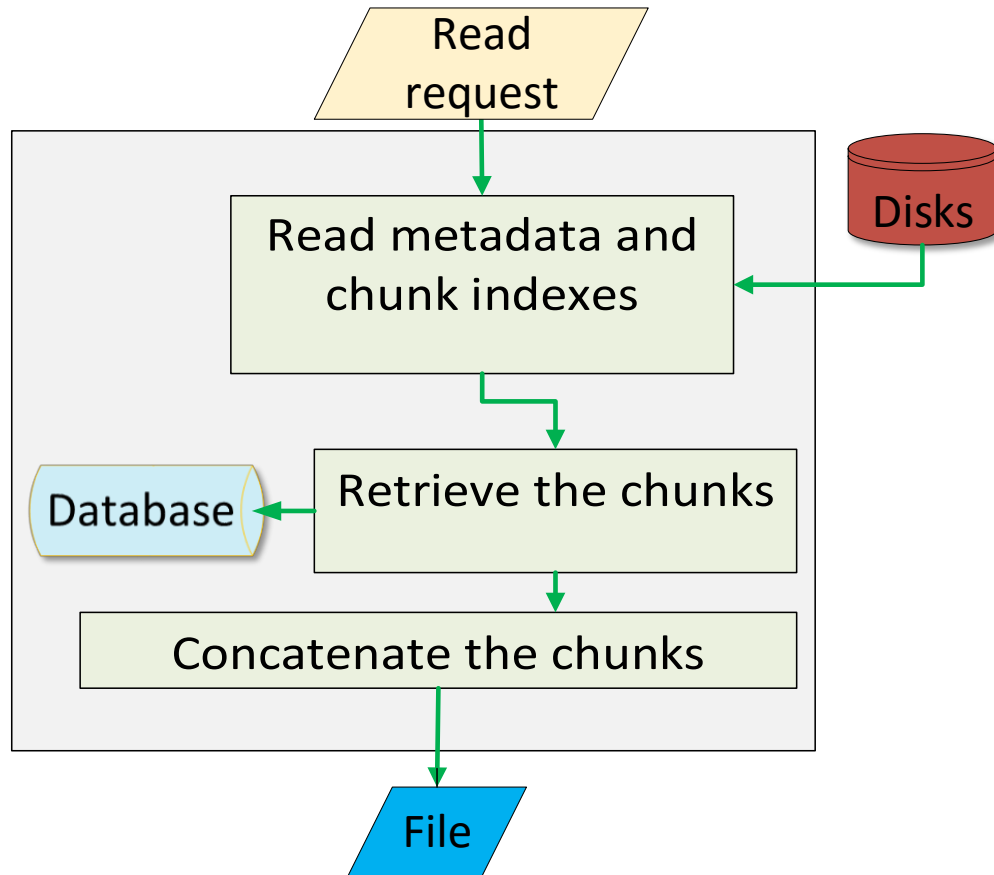 Read
request
Disks
Read metadata and
chunk indexes
Retrieve the chunks
Database
Concatenate the chunks
File